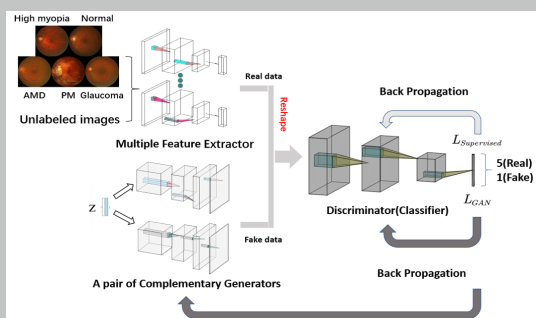 High myopia Normal
AMD PM Glaucoma
Unlabeled images
Multiple Feature Extractor
Real data
Reshape
Z
Fake data
A pair of Complementary Generators
Back Propagation
L_Supervised
5(Real)
1(Fake)
L_GAN
Discriminator(Classifier)
Back Propagation